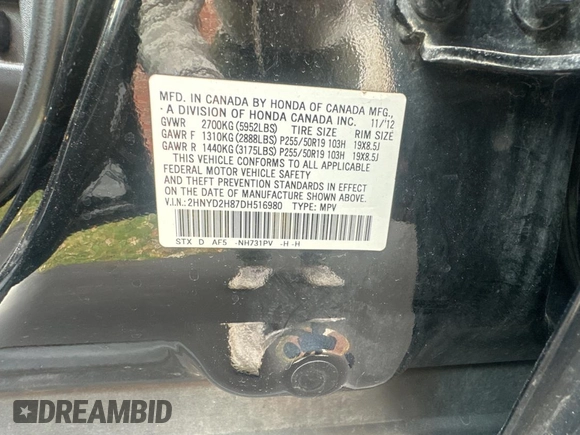 MFD. IN CANADA BY HONDA OF CANADA MFG.,
A DIVISION OF HONDA CANADA INC. 11/'12
GVWR 2700KG (5952LBS) TIRE SIZE RIM SIZE
GAWR F 1310KG (2888LBS) P255/50R19 103H 19X8.5J
GAWR R 1440KG (3175LBS) P255/50R19 103H 19X8.5J
THIS VEHICLE CONFORMS TO ALL APPLICABLE
FEDERAL MOTOR VEHICLE SAFETY
AND THEFT PREVENTION STANDARDS IN EFFECT
ON THE DATE OF MANUFACTURE SHOWN ABOVE.
V.I.N.: 2HNYD2H87DH516980 TYPE: MPV
STX D AF5 -NH731PV -H -H
DREAMBID